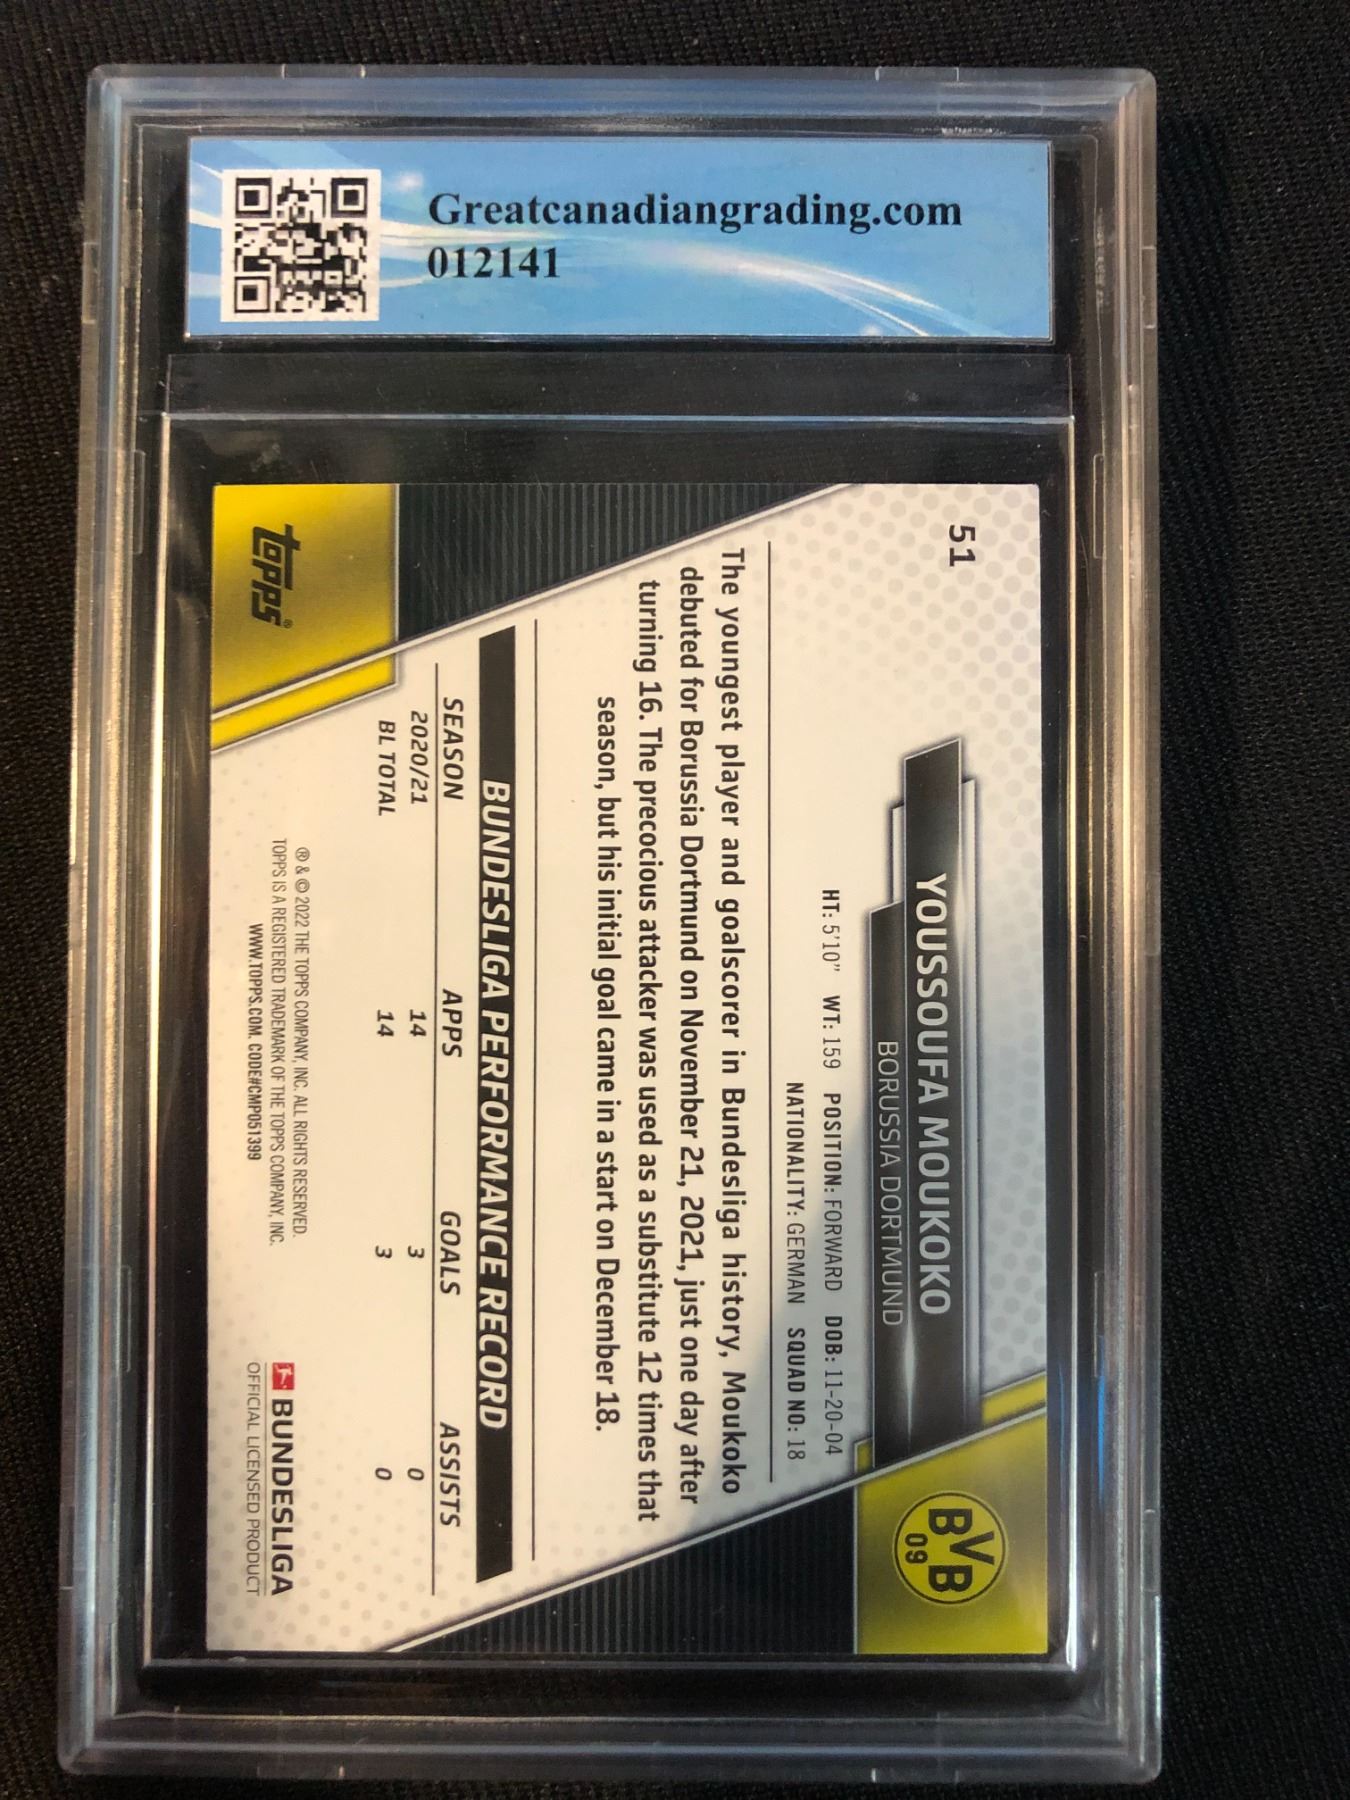 Greatcanadiangrading.com
012141
51
YOUSSOUFA MOUKOKO
BORUSSIA DORTMUND
HT: 5'10" WT: 159 POSITION: FORWARD DOB: 11-20-04
NATIONALITY: GERMAN SQUAD NO: 18
BVB
09
The youngest player and goalscorer in Bundesliga history, Moukoko
debuted for Borussia Dortmund on November 21, 2021, just one day after
turning 16. The precocious attacker was used as a substitute 12 times that
season, but his initial goal came in a start on December 18.
BUNDESLIGA PERFORMANCE RECORD
SEASON APPS GOALS ASSISTS
2020/21 14 3 0
BL TOTAL 14 3 0
topps®
® & © 2022 THE TOPPS COMPANY, INC. ALL RIGHTS RESERVED.
TOPPS IS A REGISTERED TRADEMARK OF THE TOPPS COMPANY, INC.
WWW.TOPPS.COM. CODE#CMP051399
BUNDESLIGA
OFFICIAL LICENSED PRODUCT